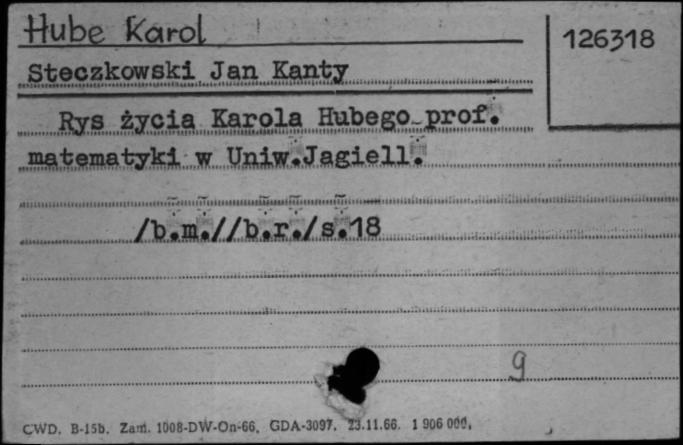 Hube Karol
126318
Steczkowski Jan Kanty
Rys życia Karola Hubego prof.
matematyki w Uniw.Jagiell.
/b.m.//b.r./s.18
9
CWD. B-15b. Zam. 1008-DW-On-66. GDA-3097. 23.11.66. 1 906 000.